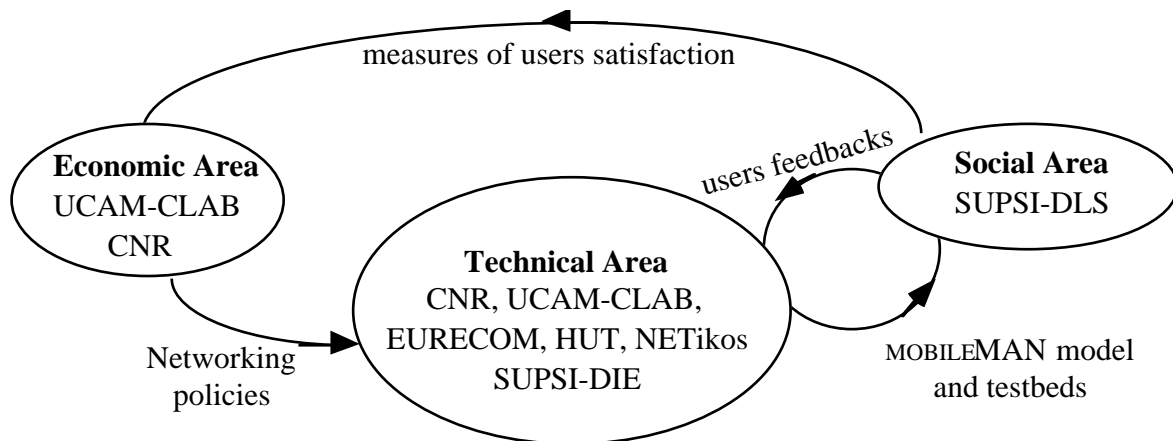 measures of users satisfaction
Economic Area
UCAM-CLAB
CNR
users feedbacks
Social Area
SUPSI-DLS
Technical Area
CNR, UCAM-CLAB,
EURECOM, HUT, NETikos
SUPSI-DIE
Networking
policies
MOBILEMAN model
and testbeds